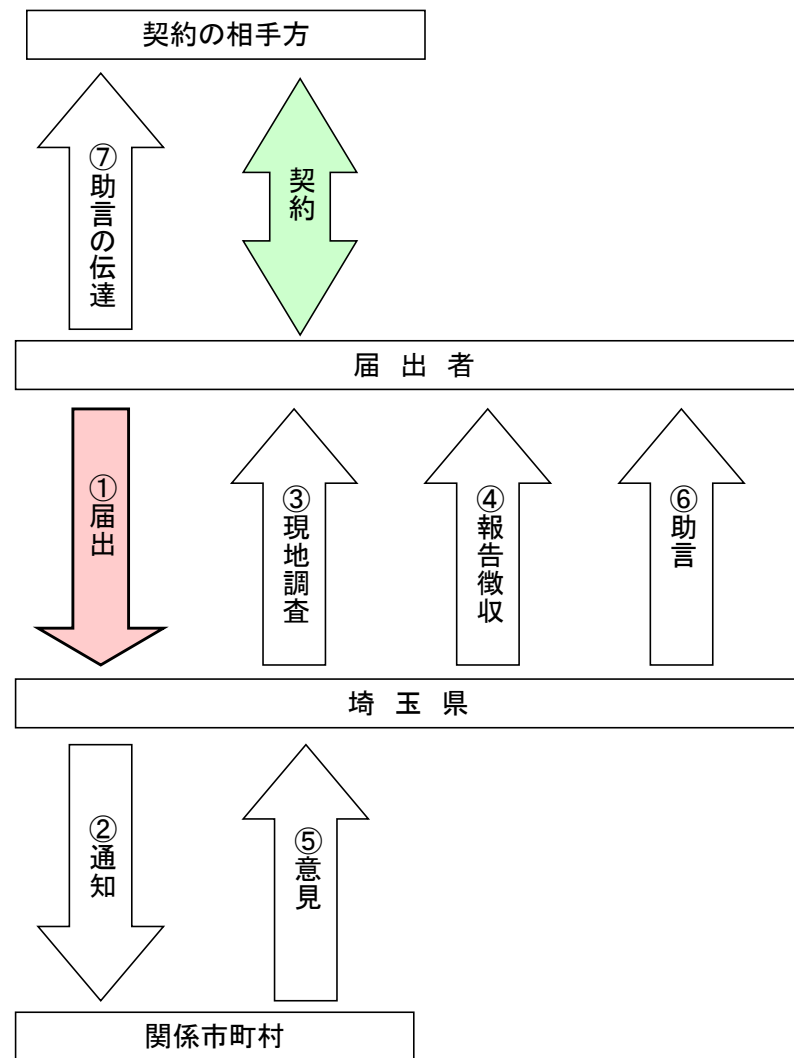 契約の相手方
⑦助言の伝達
契約
届出者
①届出
③現地調査
④報告徴収
⑥助言
埼玉県
②通知
⑤意見
関係市町村